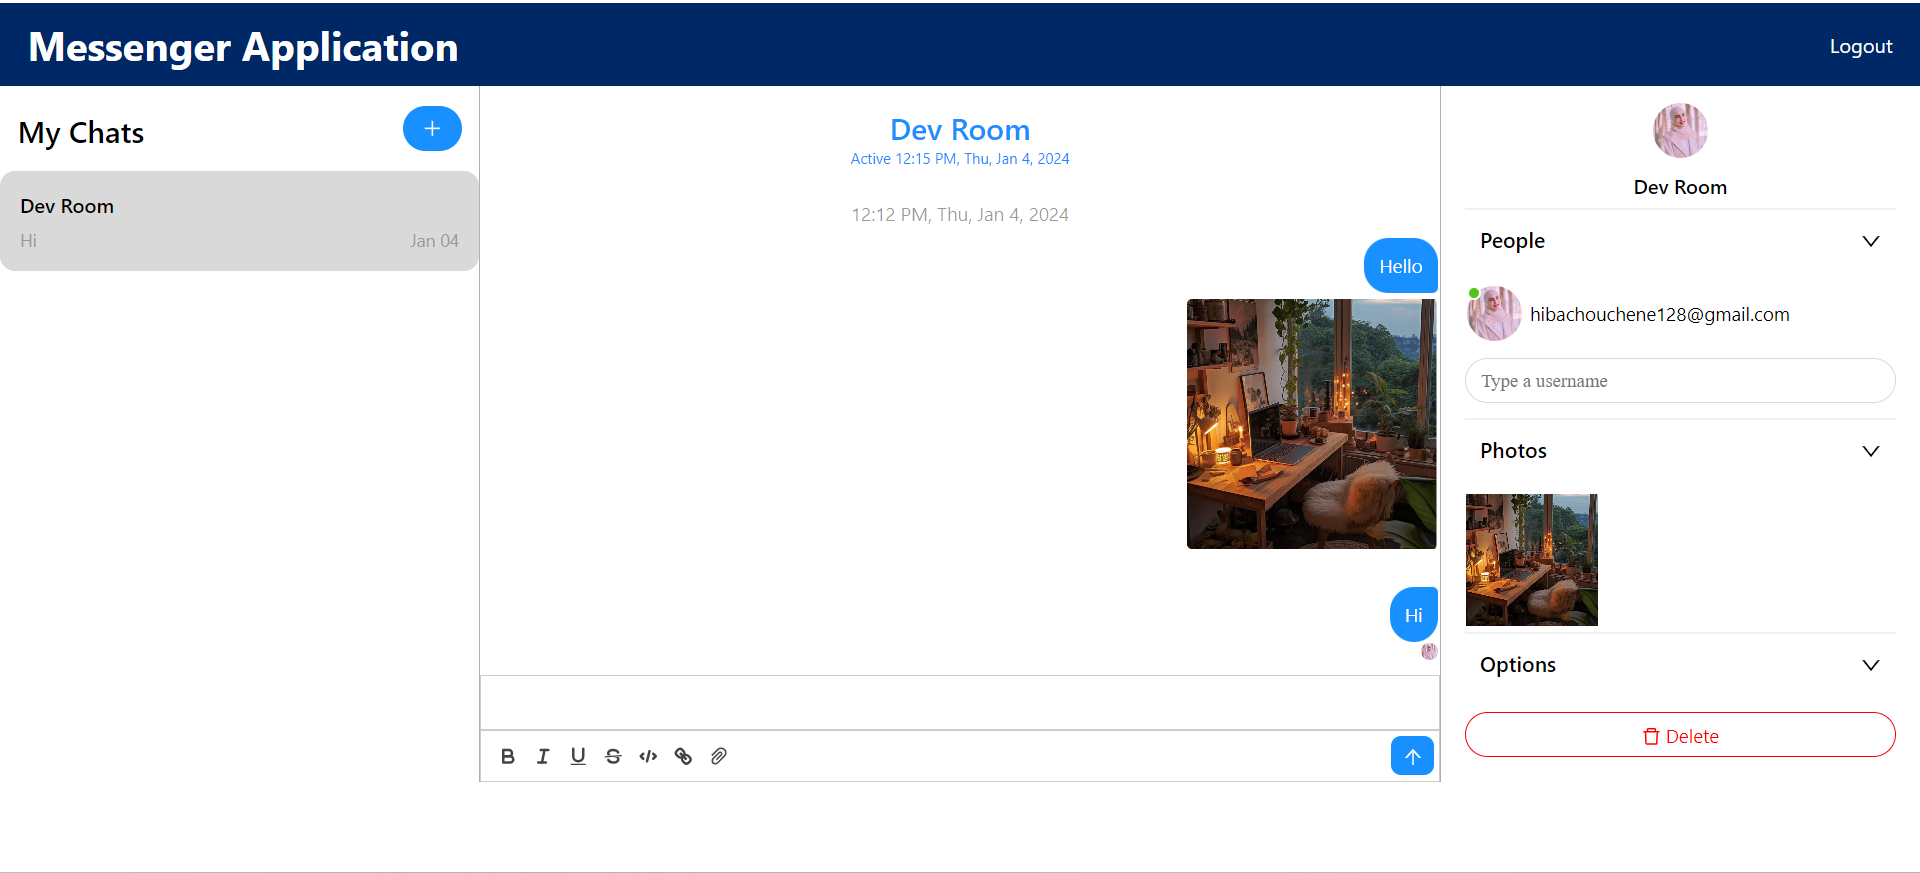 Messenger Application
Logout
My Chats
+
Dev Room
Hi
Jan 04
Dev Room
Active 12:15 PM, Thu, Jan 4, 2024
12:12 PM, Thu, Jan 4, 2024
Hello
Hi
B I U S </>
Dev Room
People
hibachouchene128@gmail.com
Type a username
Photos
Options
Delete